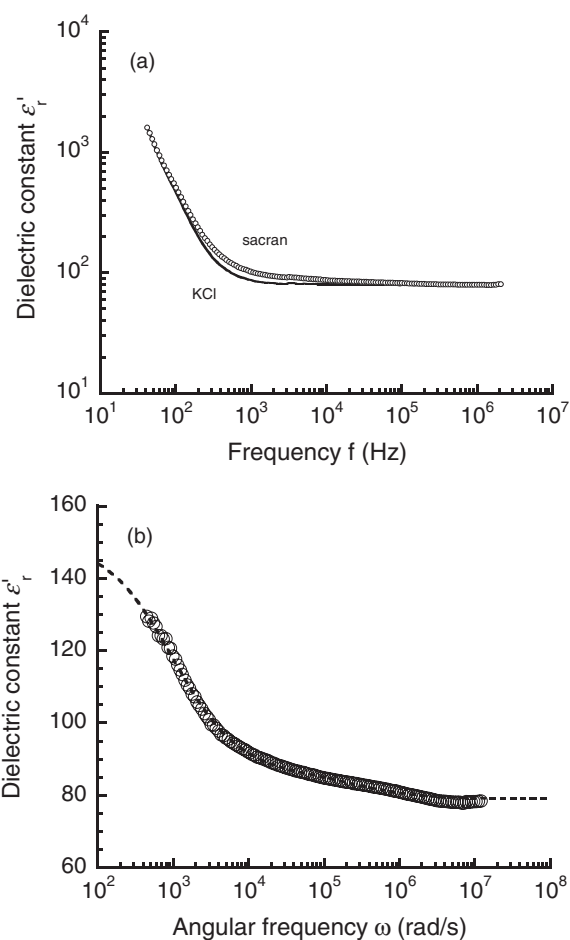 (a)
Dielectric constant ε'r
10⁴
10³
10²
10¹
sacran
KCl
10¹ 10² 10³ 10⁴ 10⁵ 10⁶ 10⁷
Frequency f (Hz)
(b)
Dielectric constant ε'r
160
140
120
100
80
60
10² 10³ 10⁴ 10⁵ 10⁶ 10⁷ 10⁸
Angular frequency ω (rad/s)